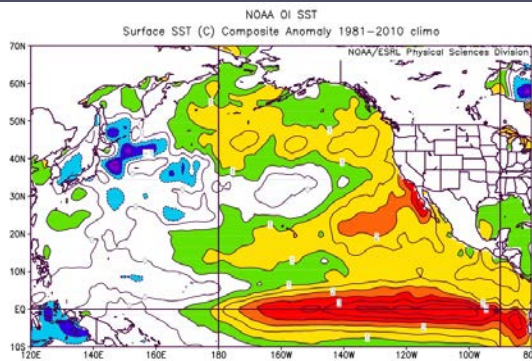 NOAA OI SST
Surface SST (C) Composite Anomaly 1981-2010 climo
NOAA/ESRL Physical Sciences Division
70N
60N
50N
40N
30N
20N
10N
EQ
10S
120E
140E
160E
180
160W
140W
120W
100W